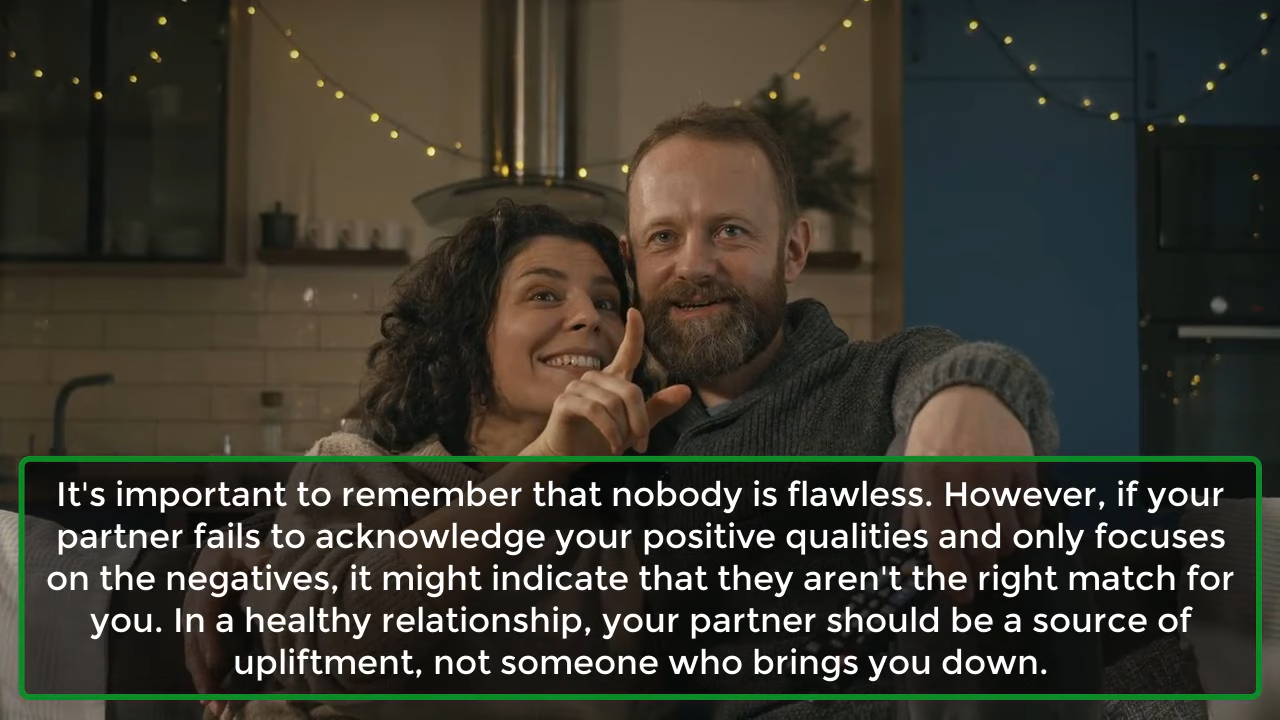 It's important to remember that nobody is flawless. However, if your
partner fails to acknowledge your positive qualities and only focuses
on the negatives, it might indicate that they aren't the right match for
you. In a healthy relationship, your partner should be a source of
upliftment, not someone who brings you down.